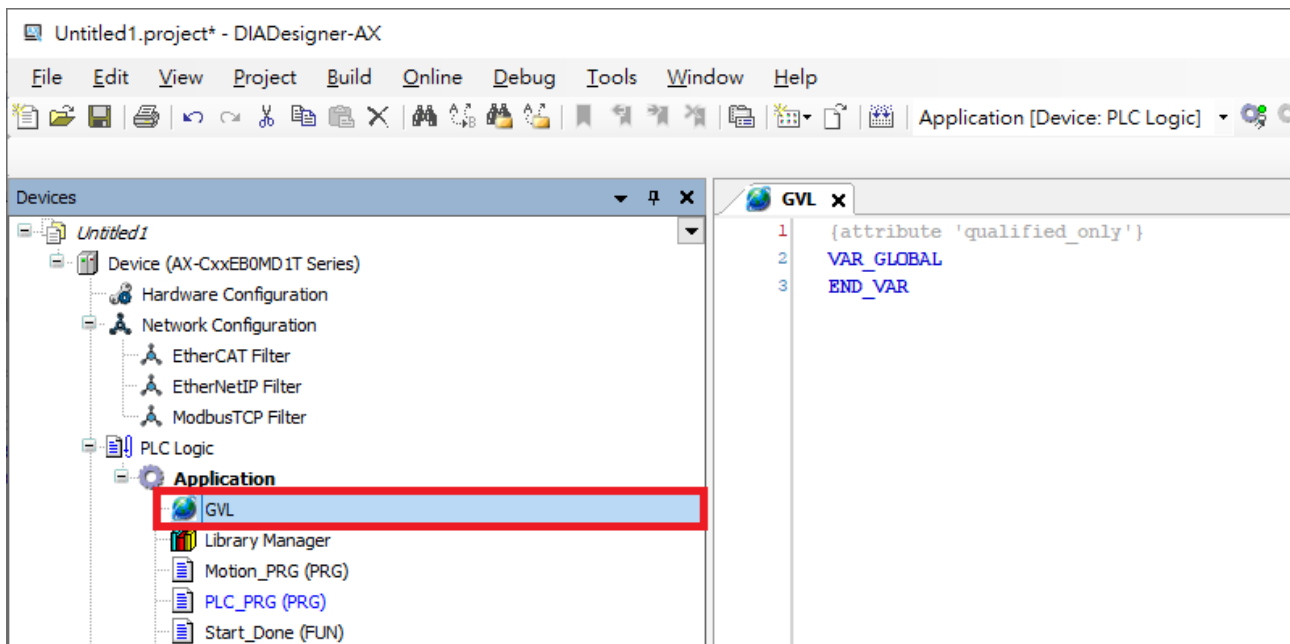 Untitled1.project* - DIADesigner-AX
File Edit View Project Build Online Debug Tools Window Help
Application [Device: PLC Logic]
Devices
GVL
Untitled1
Device (AX-CxxEB0MD1T Series)
Hardware Configuration
Network Configuration
EtherCAT Filter
EtherNetIP Filter
ModbusTCP Filter
PLC Logic
Application
GVL
Library Manager
Motion_PRG (PRG)
PLC_PRG (PRG)
Start_Done (FUN)
1 {attribute 'qualified_only'}
2 VAR_GLOBAL
3 END_VAR